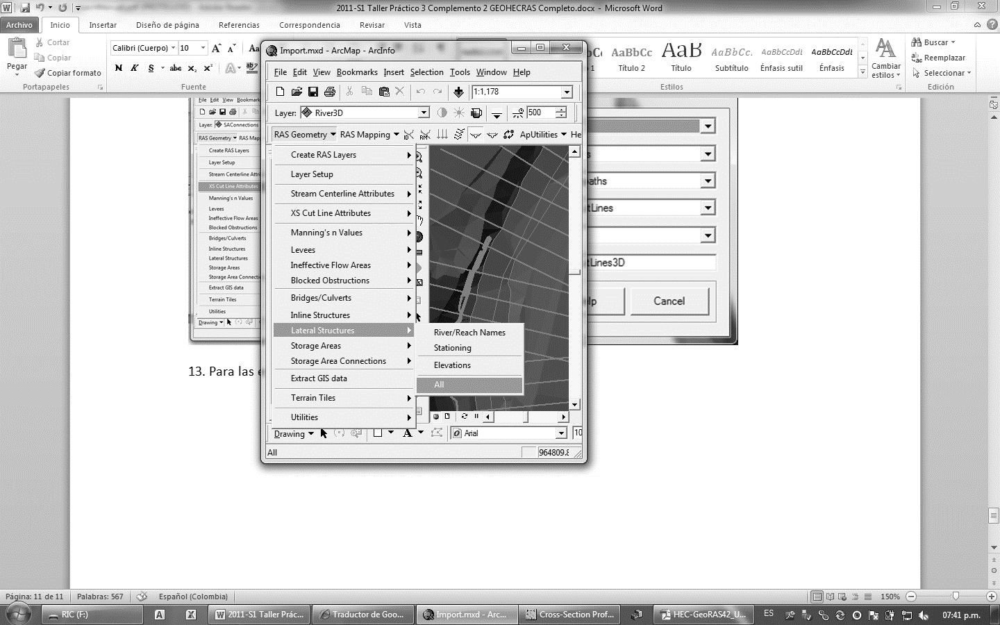 2011-S1 Taller Práctico 3 Complemento 2 GEOHECRAS Completo.docx - Microsoft Word
Archivo Inicio Insertar Diseño de página Referencias Correspondencia Revisar Vista
Pegar
Cortar
Copiar
Copiar formato
Portapapeles
Calibri (Cuerpo) 10
Fuente
AaBbCc AaB AaBbCc. AaBbCcDdE AaBbCcDdE
Título 2 Título Subtítulo Énfasis sutil Énfasis
Estilos
Cambiar estilos
Buscar
Reemplazar
Seleccionar
Edición
File Edit View Bookmark
Layer: SAConnections
RAS Geometry RAS Mapp
Create RAS Layers
Layer Setup
Stream Centerline Attri
XS Cut Line Attributes
Manning's n Values
Levees
Ineffective Flow Areas
Blocked Obstructions
Bridges/Culverts
Inline Structures
Lateral Structures
Storage Areas
Storage Area Connectio
Extract GIS data
Terrain Tiles
Utilities
Drawing
Import.mxd - ArcMap - ArcInfo
File Edit View Bookmarks Insert Selection Tools Window Help
1:1,178
Layer: River3D 500
RAS Geometry RAS Mapping ID RM ApUtilities He
Create RAS Layers
Layer Setup
Stream Centerline Attributes
XS Cut Line Attributes
Manning's n Values
Levees
Ineffective Flow Areas
Blocked Obstructions
Bridges/Culverts
Inline Structures
Lateral Structures
Storage Areas
Storage Area Connections
Extract GIS data
Terrain Tiles
Utilities
River/Reach Names
Stationing
Elevations
All
Drawing A Arial 10
All 964809.8
s
aths
tLines
tLines3D
lp Cancel
13. Para las e
Página: 11 de 11 Palabras: 567 Español (Colombia) 150%
RIC (F:) 2011-S1 Taller Prác... Traductor de Goo... Import.mxd - Arc... Cross-Section Prof... HEC-GeoRAS42_U... ES 07:41 p.m.